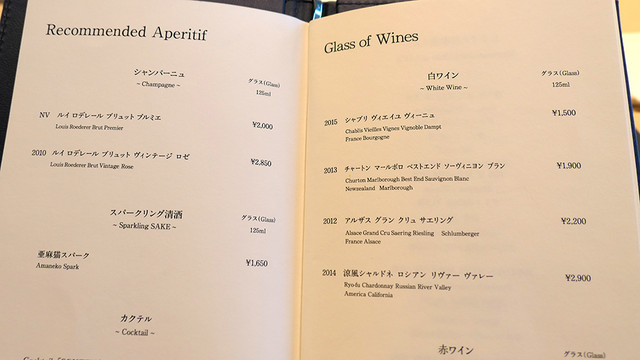 Recommended Aperitif
シャンパーニュ
~ Champagne ~
グラス(Glass)
125ml
NV ルイ ロデレール ブリュット プルミエ ¥2,000
Louis Roederer Brut Premier
2010 ルイ ロデレール ブリュット ヴィンテージ ロゼ ¥2,850
Louis Roederer Brut Vintage Rose
スパークリング清酒
~ Sparkling SAKE ~
グラス(Glass)
125ml
亜麻猫スパーク ¥1,650
Amaneko Spark
カクテル
~ Cocktail ~
Glass of Wines
白ワイン
~ White Wine ~
グラス(Glass)
125ml
2015 シャブリ ヴィエイユ ヴィーニュ ¥1,500
Chablis Vieilles Vignes Vignoble Dampt
France Bourgogne
2013 チャートン マールボロ ベストエンド ソーヴィニヨン ブラン ¥1,900
Churton Marlborough Best End Sauvignon Blanc
Newzealand Marlborough
2012 アルザス グラン クリュ サエリング ¥2,200
Alsace Grand Cru Saering Riesling Schlumberger
France Alsace
2014 涼風シャルドネ ロシアン リヴァー ヴァレー ¥2,900
Ryo-fu Chardonnay Russian River Valley
America California
赤ワイン
グラス(Glass)